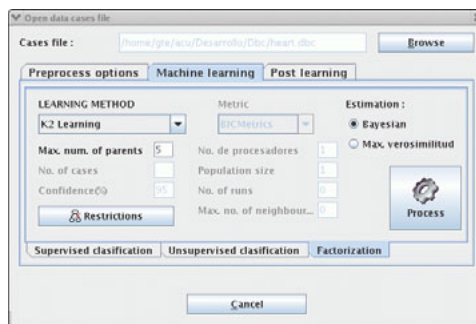 Open data cases file
Cases file :
/home/gte/acu/Desarrollo/Dbc/heart.dbc
Browse
Preprocess options
Machine learning
Post learning
LEARNING METHOD
Metric
Estimation :
K2 Learning
BICMetrics
Bayesian
Max. verosimilitud
Max. num. of parents 5
No. de procesadores 1
No. of cases
Population size 1
Confidence(%) 95
No. of runs 0
Restrictions
Max. no. of neighbour... 0
Process
Supervised clasification
Unsupervised clasification
Factorization
Cancel